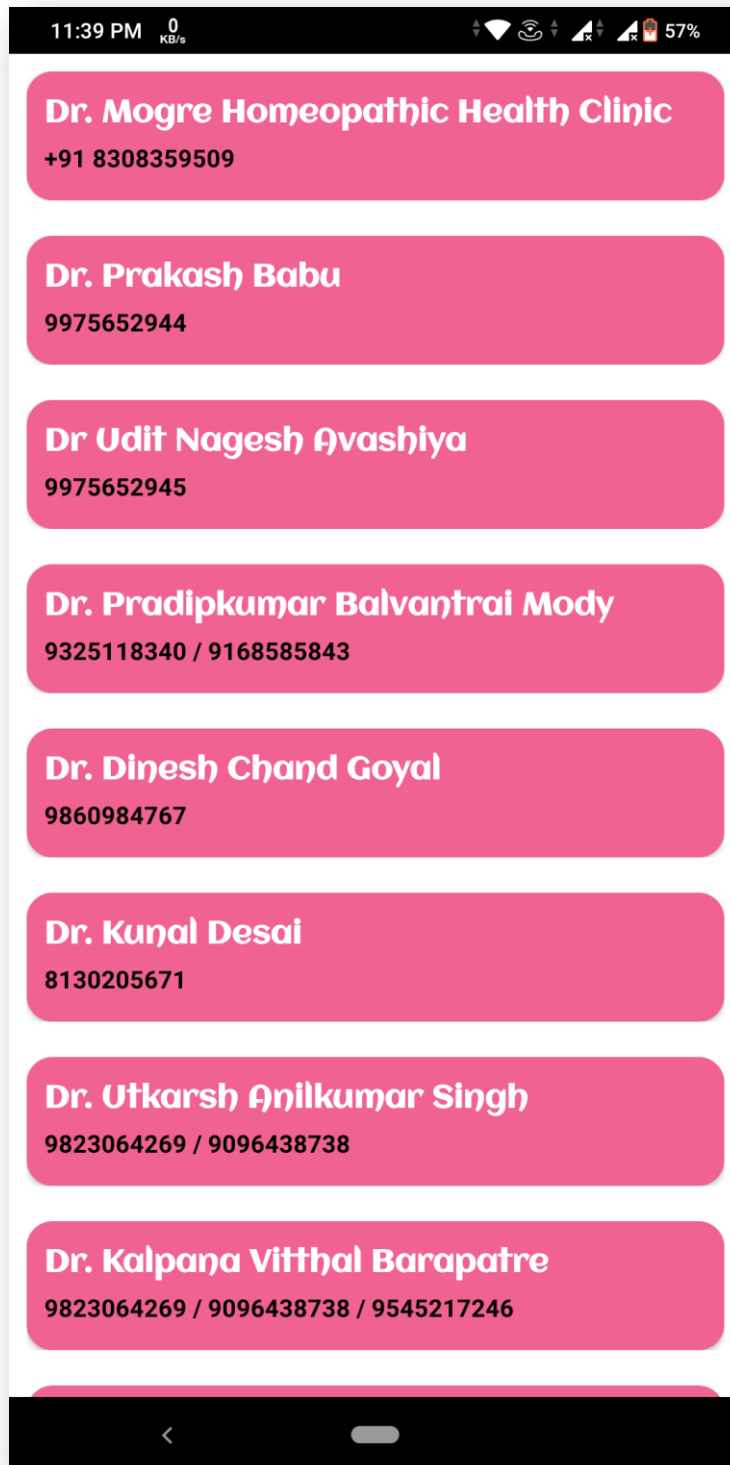 11:39 PM 0 KB/s 57%
Dr. Mogre Homeopathic Health Clinic
+91 8308359509
Dr. Prakash Babu
9975652944
Dr Udit Nagesh Avashiya
9975652945
Dr. Pradipkumar Balvantrai Mody
9325118340 / 9168585843
Dr. Dinesh Chand Goyal
9860984767
Dr. Kunal Desai
8130205671
Dr. Utkarsh Anilkumar Singh
9823064269 / 9096438738
Dr. Kalpana Vitthal Barapatre
9823064269 / 9096438738 / 9545217246